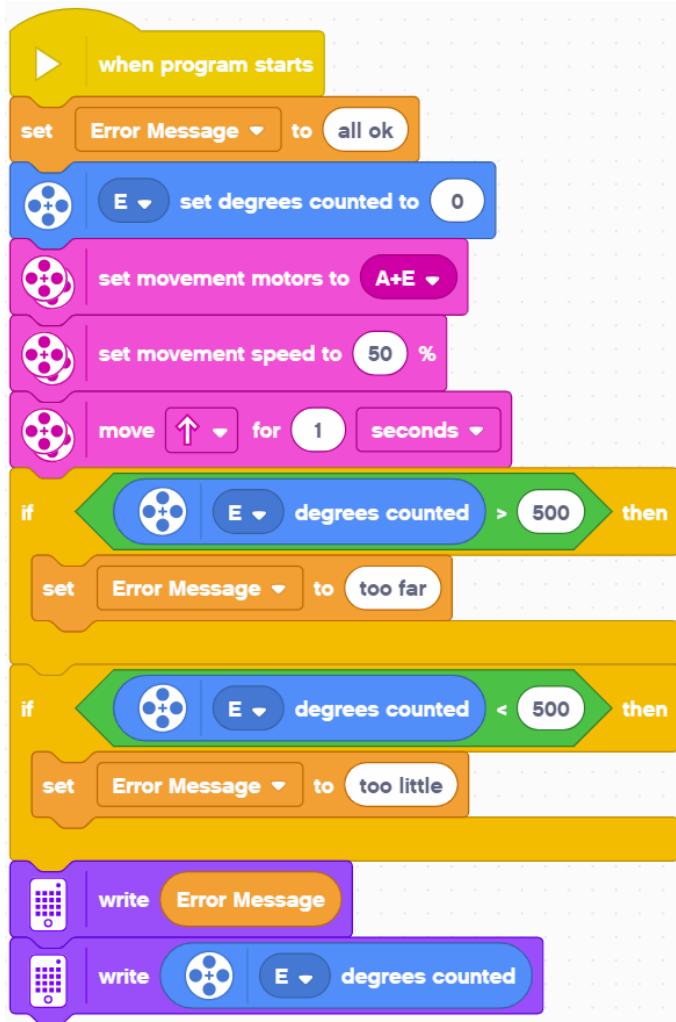 when program starts
set Error Message to all ok
E set degrees counted to 0
set movement motors to A+E
set movement speed to 50 %
move for 1 seconds
if E degrees counted > 500 then
set Error Message to too far
if E degrees counted < 500 then
set Error Message to too little
write Error Message
write E degrees counted